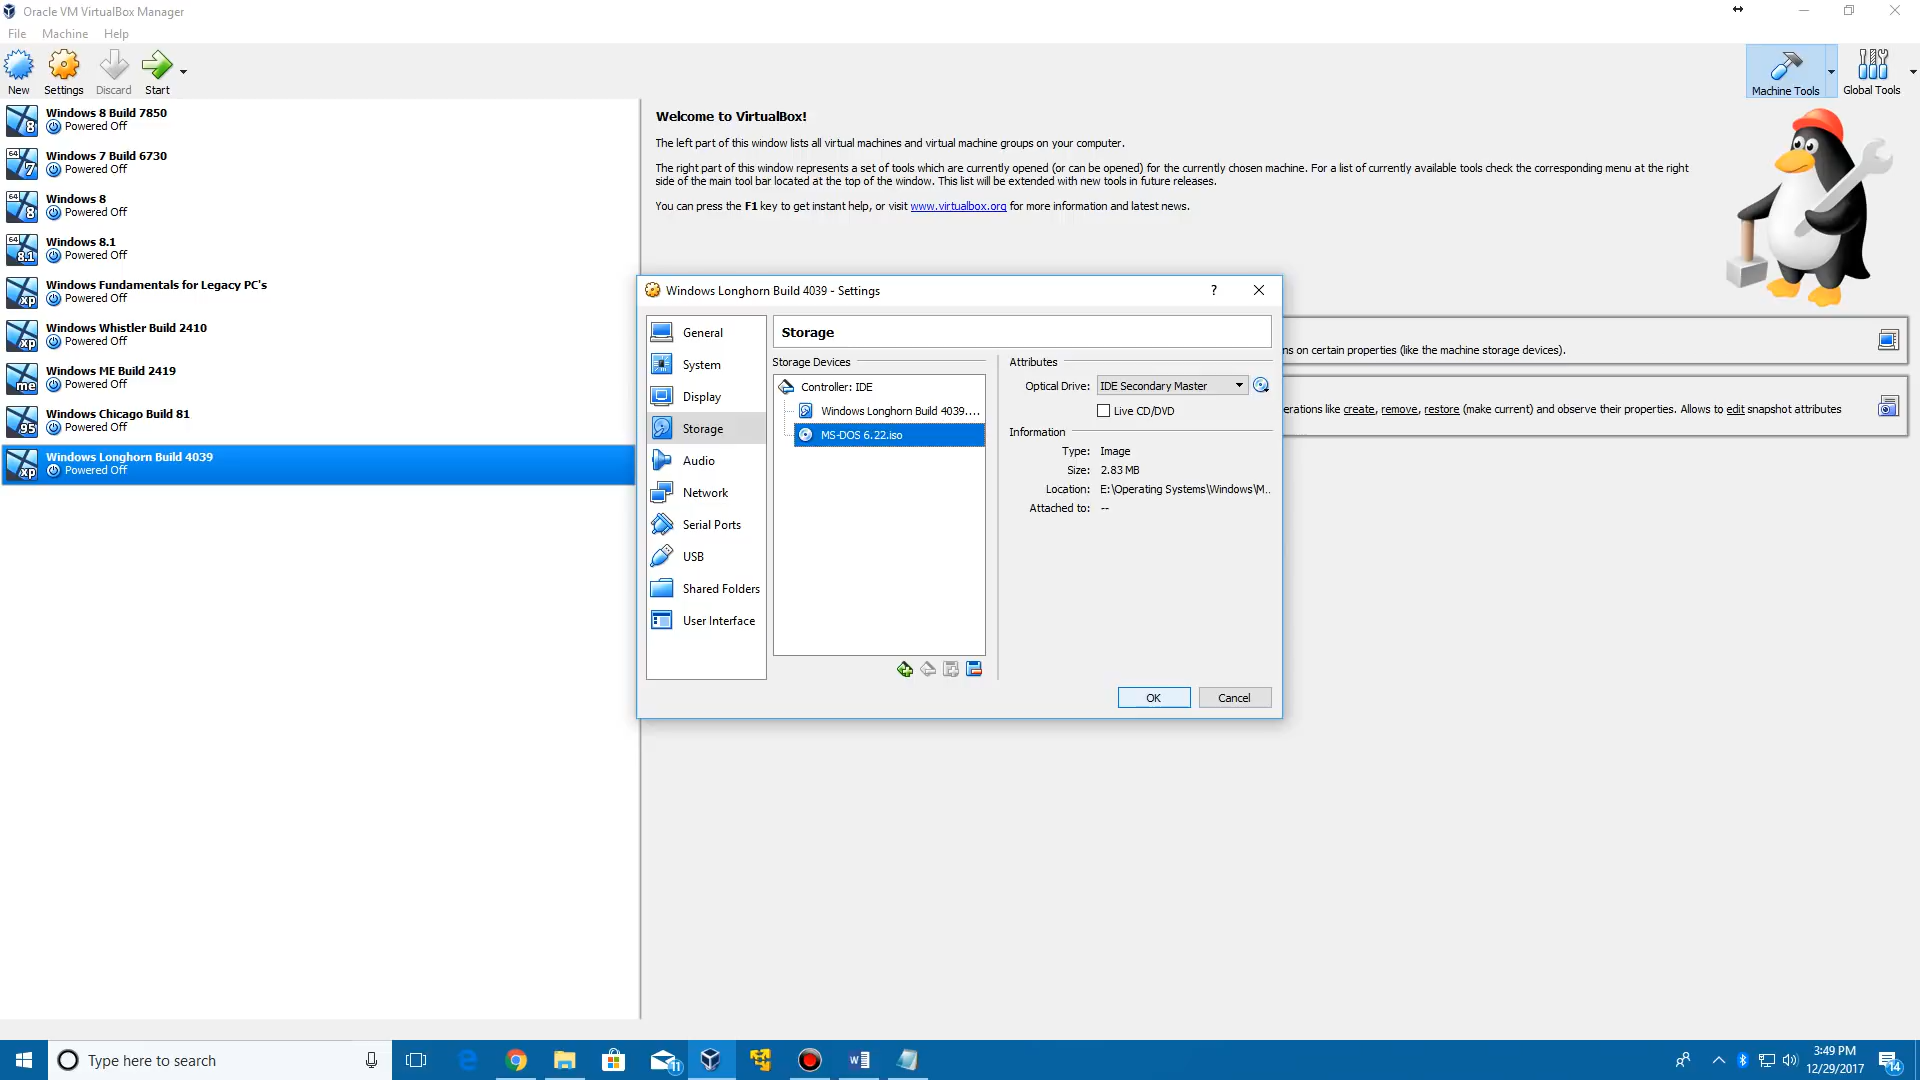 Oracle VM VirtualBox Manager
File Machine Help
New Settings Discard Start
Machine Tools Global Tools
Windows 8 Build 7850
Powered Off
Windows 7 Build 6730
Powered Off
Windows 8
Powered Off
Windows 8.1
Powered Off
Windows Fundamentals for Legacy PC's
Powered Off
Windows Whistler Build 2410
Powered Off
Windows ME Build 2419
Powered Off
Windows Chicago Build 81
Powered Off
Windows Longhorn Build 4039
Powered Off
Welcome to VirtualBox!
The left part of this window lists all virtual machines and virtual machine groups on your computer.
The right part of this window represents a set of tools which are currently opened (or can be opened) for the currently chosen machine. For a list of currently available tools check the corresponding menu at the right
side of the main tool bar located at the top of the window. This list will be extended with new tools in future releases.
You can press the F1 key to get instant help, or visit www.virtualbox.org for more information and latest news.
ns on certain properties (like the machine storage devices).
erations like create, remove, restore (make current) and observe their properties. Allows to edit snapshot attributes
Windows Longhorn Build 4039 - Settings
?
General
System
Display
Storage
Audio
Network
Serial Ports
USB
Shared Folders
User Interface
Storage
Storage Devices
Controller: IDE
Windows Longhorn Build 4039....
MS-DOS 6.22.iso
Attributes
Optical Drive: IDE Secondary Master
Live CD/DVD
Information
Type: Image
Size: 2.83 MB
Location: E:\Operating Systems\Windows\M..
Attached to: --
OK Cancel
Type here to search
11
3:49 PM
12/29/2017
14